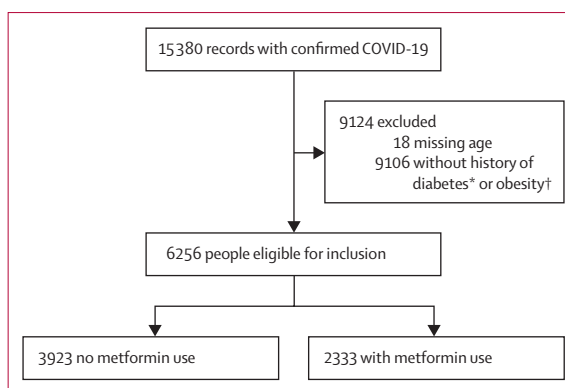 15380 records with confirmed COVID-19
9124 excluded
18 missing age
9106 without history of
diabetes* or obesity†
6256 people eligible for inclusion
3923 no metformin use
2333 with metformin use